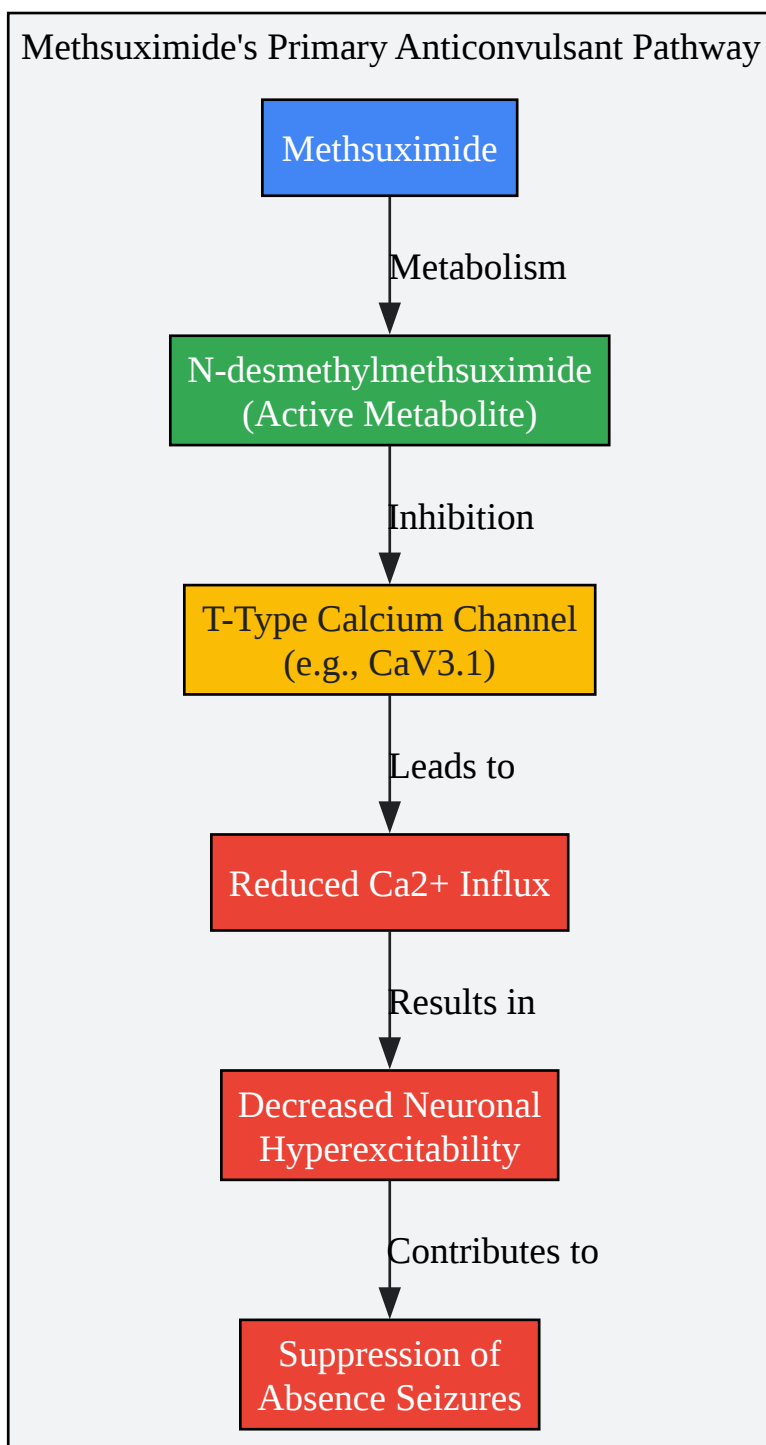 Methsuximide's Primary Anticonvulsant Pathway
Methsuximide
Metabolism
N-desmethylmethsuximide
(Active Metabolite)
Inhibition
T-Type Calcium Channel
(e.g., CaV3.1)
Leads to
Reduced Ca2+ Influx
Results in
Decreased Neuronal
Hyperexcitability
Contributes to
Suppression of
Absence Seizures